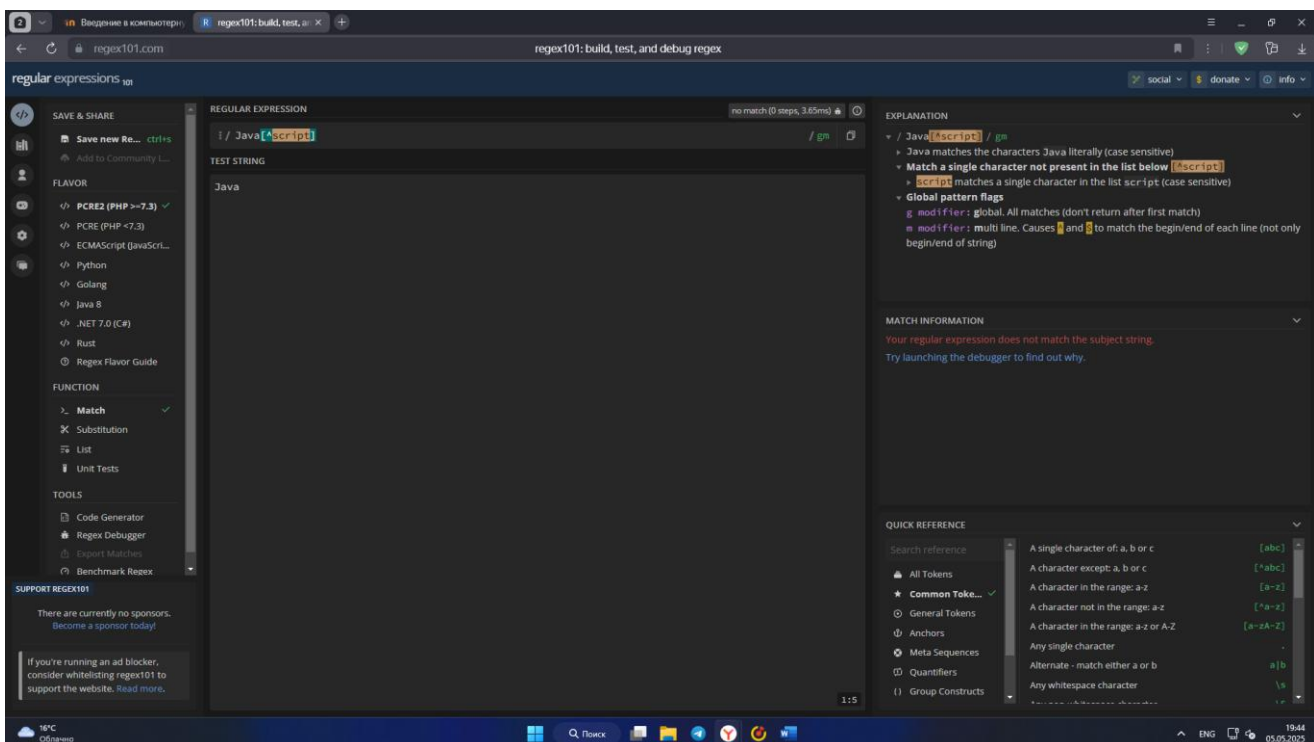 2
Введение в компьютерну
regex101: build, test, an
regex101.com
regex101: build, test, and debug regex
regular expressions 101
social
$ donate
info
SAVE & SHARE
Save new Re... ctrl+s
Add to Community L...
FLAVOR
</> PCRE2 (PHP >=7.3)
</> PCRE (PHP <7.3)
</> ECMAScript (JavaScri...
</> Python
</> Golang
</> Java 8
</> .NET 7.0 (C#)
</> Rust
Regex Flavor Guide
FUNCTION
>_ Match
Substitution
List
Unit Tests
TOOLS
Code Generator
Regex Debugger
Export Matches
Benchmark Regex
SUPPORT REGEX101
There are currently no sponsors.
Become a sponsor today!
If you're running an ad blocker,
consider whitelisting regex101 to
support the website. Read more.
REGULAR EXPRESSION
no match (0 steps, 3.65ms)
/ Java[^script] / gm
TEST STRING
Java
1:5
EXPLANATION
/ Java[^script] / gm
Java matches the characters Java literally (case sensitive)
Match a single character not present in the list below [^script]
script matches a single character in the list script (case sensitive)
Global pattern flags
g modifier: global. All matches (don't return after first match)
m modifier: multi line. Causes ^ and $ to match the begin/end of each line (not only
begin/end of string)
MATCH INFORMATION
Your regular expression does not match the subject string.
Try launching the debugger to find out why.
QUICK REFERENCE
Search reference
All Tokens
Common Toke...
General Tokens
Anchors
Meta Sequences
Quantifiers
Group Constructs
A single character of: a, b or c [abc]
A character except: a, b or c [^abc]
A character in the range: a-z [a-z]
A character not in the range: a-z [^a-z]
A character in the range: a-z or A-Z [a-zA-Z]
Any single character .
Alternate - match either a or b a|b
Any whitespace character \s
16°C
Облачно
Поиск
ENG
19:44
05.05.2025